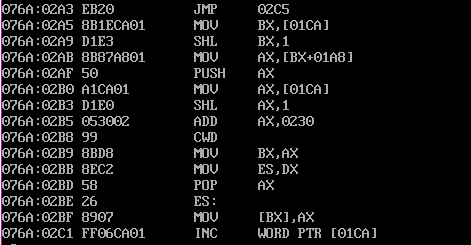 076A:02A3 EB20 JMP 02C5
076A:02A5 8B1ECA01 MOV BX,[01CA]
076A:02A9 D1E3 SHL BX,1
076A:02AB 8B87A801 MOV AX,[BX+01A8]
076A:02AF 50 PUSH AX
076A:02B0 A1CA01 MOV AX,[01CA]
076A:02B3 D1E0 SHL AX,1
076A:02B5 053002 ADD AX,0230
076A:02B8 99 CWD
076A:02B9 8BD8 MOV BX,AX
076A:02BB 8EC2 MOV ES,DX
076A:02BD 58 POP AX
076A:02BE 26 ES:
076A:02BF 8907 MOV [BX],AX
076A:02C1 FF06CA01 INC WORD PTR [01CA]